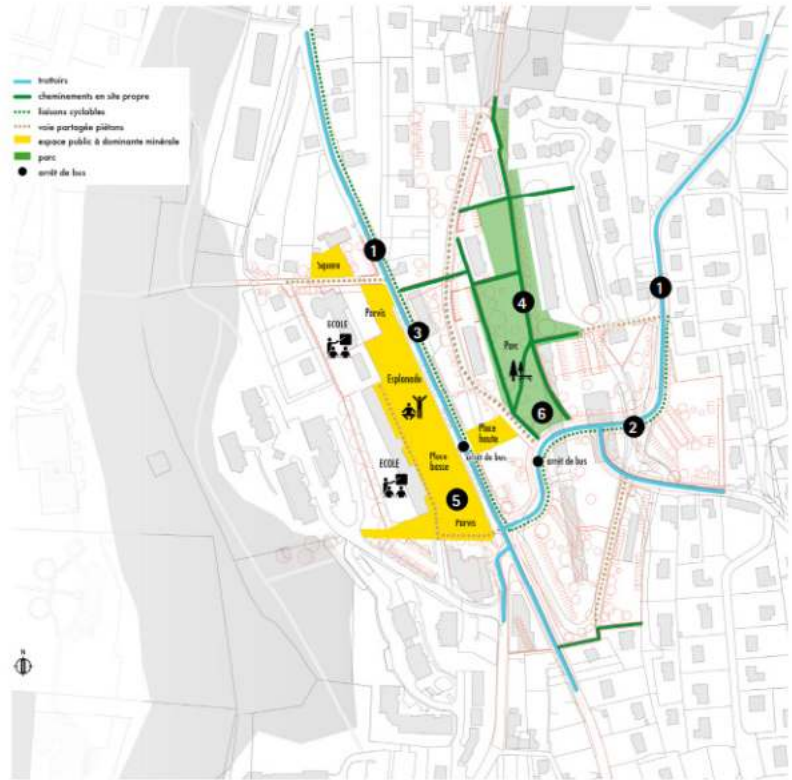 trottoirs
cheminements en site propre
liaisons cyclables
voie partagée piétons
espace public à dominante minérale
parc
arrêt de bus
1
Square
1
Parvis
4
ECOLE
3
Parc
Esplanade
6
Place
haute
2
Place
basse
arrêt de bus
arrêt de bus
ECOLE
5
Parvis
N